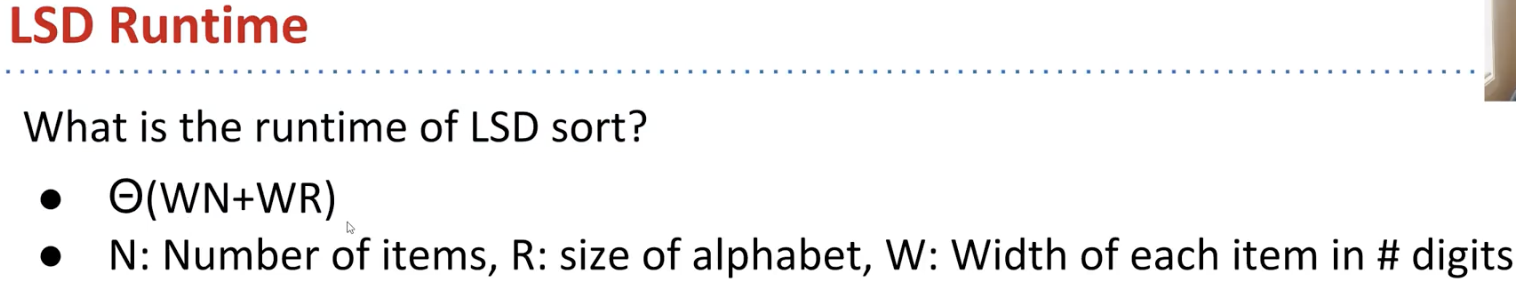 LSD Runtime
What is the runtime of LSD sort?
● Θ(WN+WR)
● N: Number of items, R: size of alphabet, W: Width of each item in # digits